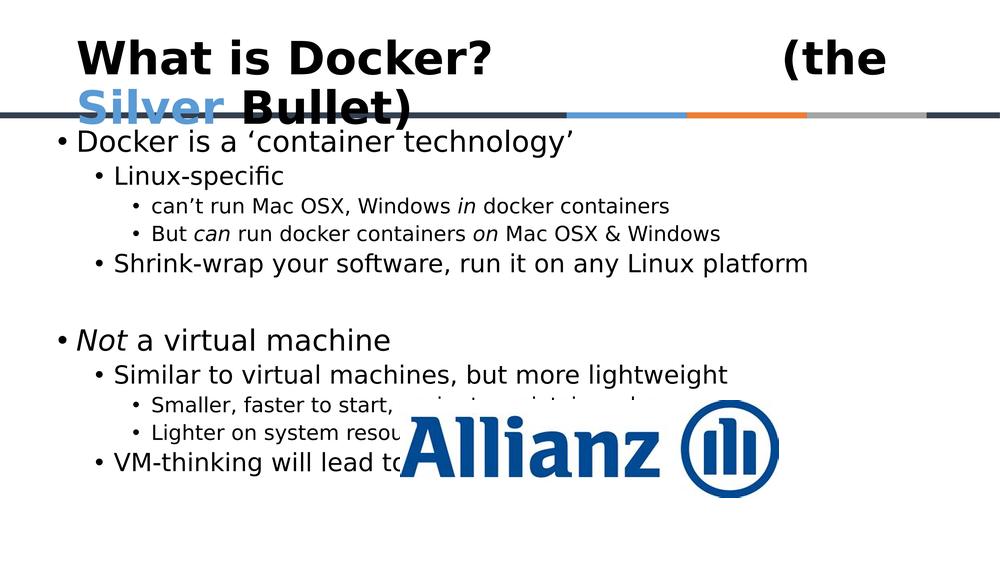 What is Docker? (the
Silver Bullet)
• Docker is a ‘container technology’
• Linux-specific
• can’t run Mac OSX, Windows in docker containers
• But can run docker containers on Mac OSX & Windows
• Shrink-wrap your software, run it on any Linux platform
• Not a virtual machine
• Similar to virtual machines, but more lightweight
• Smaller, faster to start,
• Lighter on system
• VM-thinking will lead
Allianz